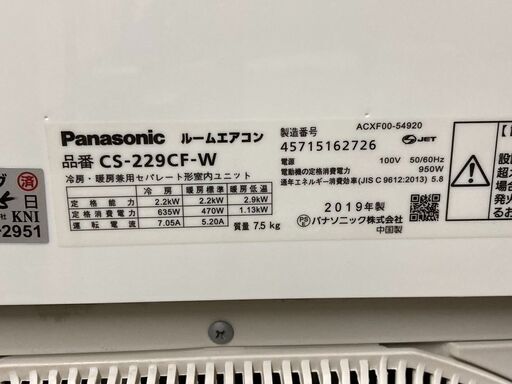 ACXF00-54920
Panasonic ルームエアコン
製造番号
45715162726
JET
品番 CS-229CF-W
電源 100V 50/60Hz
電動機の定格消費電力 950W
冷房・暖房兼用セパレート形室内ユニット
通年エネルギー消費効率(JIS C 9612:2013) 5.8
冷房 暖房標準 暖房低温
定格能力 2.2kW 2.2kW 2.9kW
定格消費電力 635W 470W 1.13kW
運転電流 7.05A 5.20A
質量 7.5 kg
2019年製
PSE パナソニック株式会社
中国製
済
日
KNI
-2951